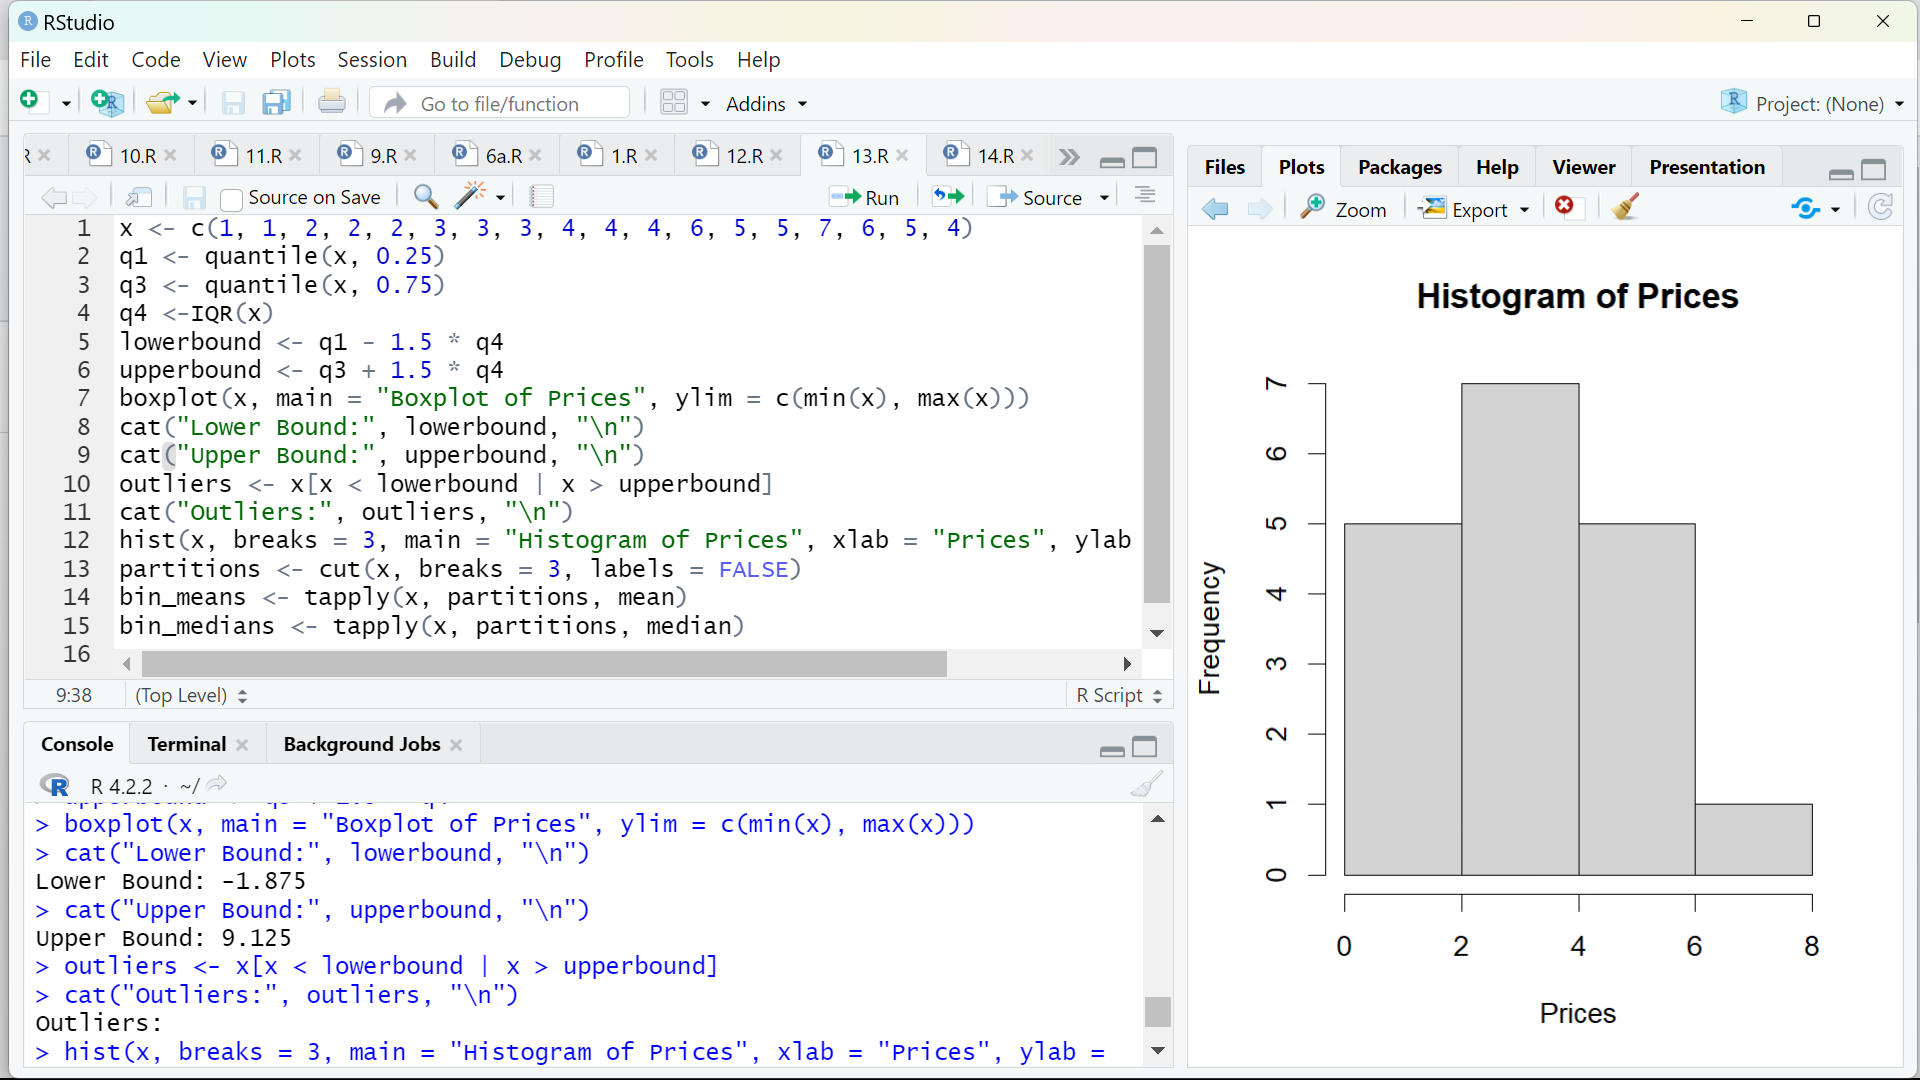 RStudio
File Edit Code View Plots Session Build Debug Profile Tools Help
Go to file/function Addins Project: (None)
10.R 11.R 9.R 6a.R 1.R 12.R 13.R 14.R
Source on Save Run Source
1 x <- c(1, 1, 2, 2, 2, 3, 3, 3, 4, 4, 4, 6, 5, 5, 7, 6, 5, 4)
2 q1 <- quantile(x, 0.25)
3 q3 <- quantile(x, 0.75)
4 q4 <-IQR(x)
5 lowerbound <- q1 - 1.5 * q4
6 upperbound <- q3 + 1.5 * q4
7 boxplot(x, main = "Boxplot of Prices", ylim = c(min(x), max(x)))
8 cat("Lower Bound:", lowerbound, "\n")
9 cat("Upper Bound:", upperbound, "\n")
10 outliers <- x[x < lowerbound | x > upperbound]
11 cat("Outliers:", outliers, "\n")
12 hist(x, breaks = 3, main = "Histogram of Prices", xlab = "Prices", ylab
13 partitions <- cut(x, breaks = 3, labels = FALSE)
14 bin_means <- tapply(x, partitions, mean)
15 bin_medians <- tapply(x, partitions, median)
16
9:38 (Top Level) R Script
Console Terminal Background Jobs
R 4.2.2 · ~/
> boxplot(x, main = "Boxplot of Prices", ylim = c(min(x), max(x)))
> cat("Lower Bound:", lowerbound, "\n")
Lower Bound: -1.875
> cat("Upper Bound:", upperbound, "\n")
Upper Bound: 9.125
> outliers <- x[x < lowerbound | x > upperbound]
> cat("Outliers:", outliers, "\n")
Outliers:
> hist(x, breaks = 3, main = "Histogram of Prices", xlab = "Prices", ylab =
Files Plots Packages Help Viewer Presentation
Zoom Export
Histogram of Prices
Frequency
7
6
5
4
3
2
1
0
0 2 4 6 8
Prices